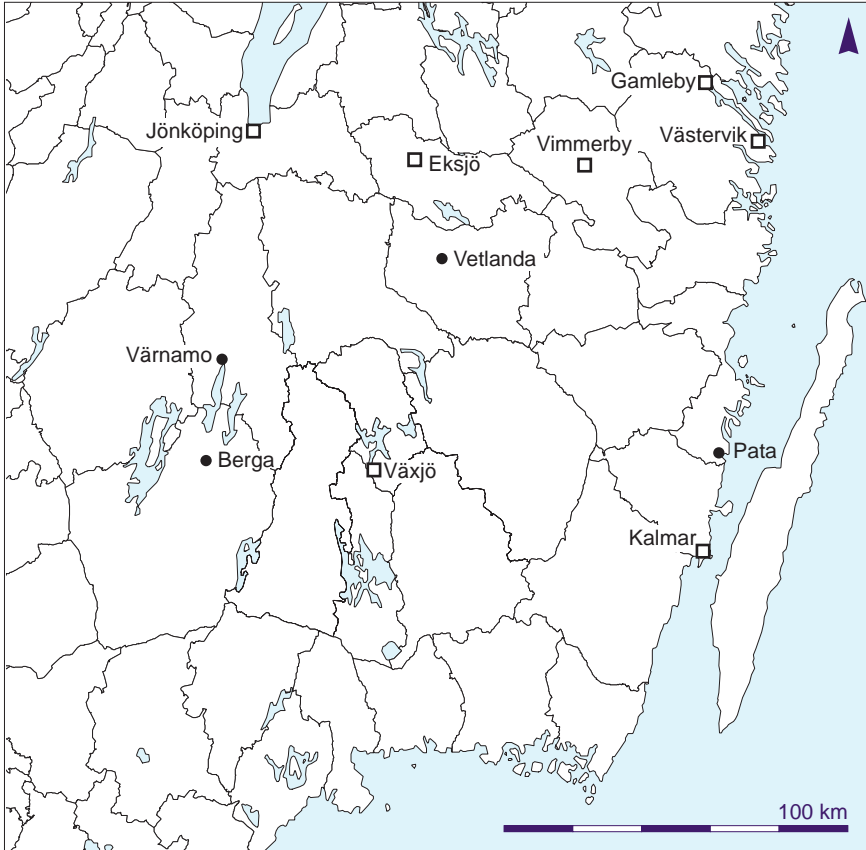 Gamleby
Jönköping
Västervik
Vimmerby
Eksjö
Vetlanda
Värnamo
Pata
Berga
Växjö
Kalmar
100 km